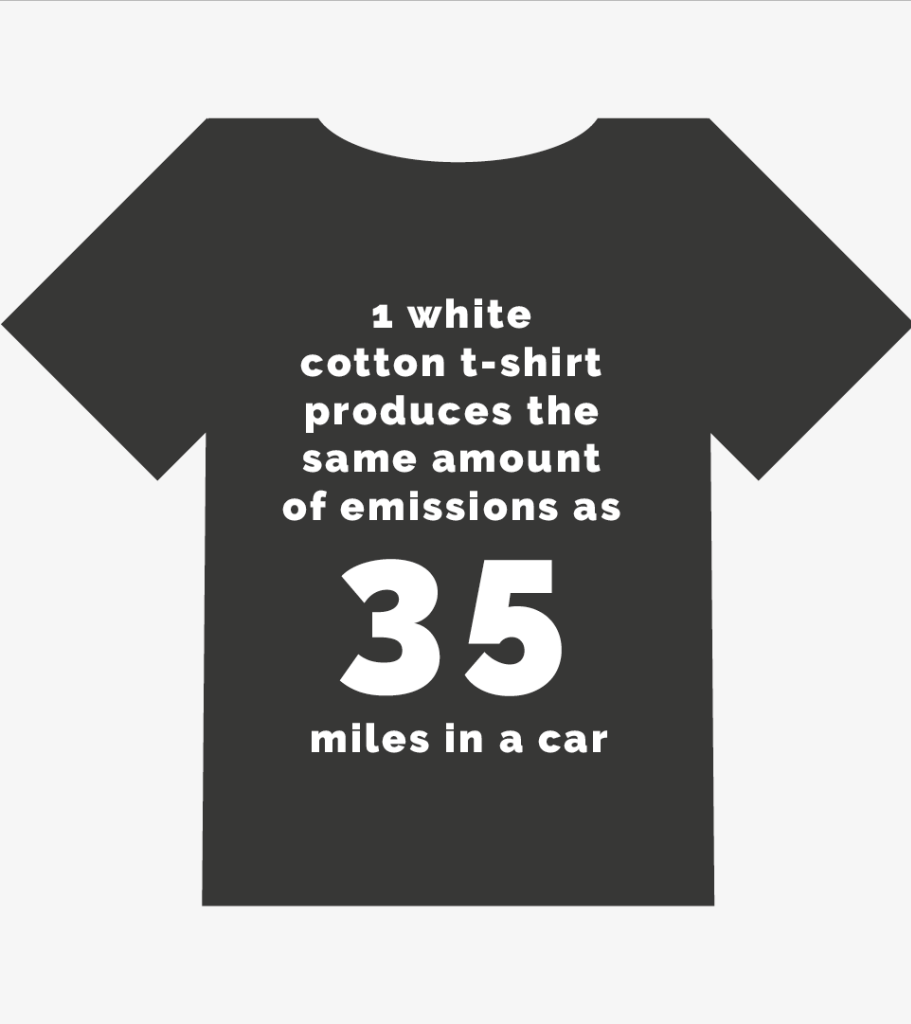 1 white
cotton t-shirt
produces the
same amount
of emissions as
35
miles in a car